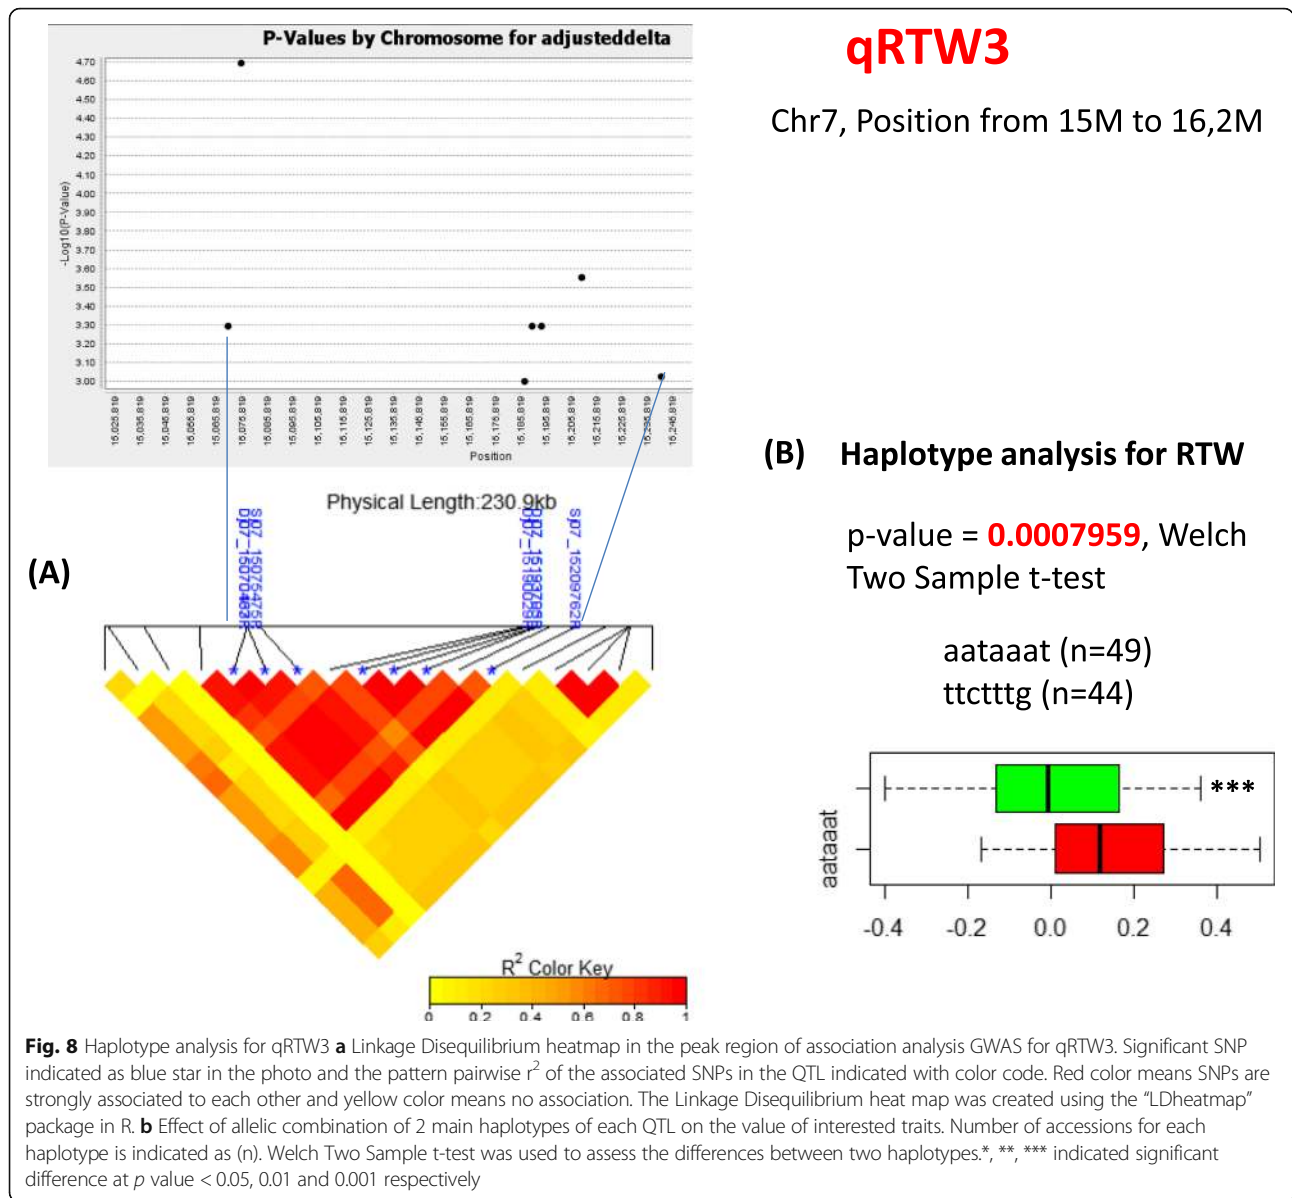 P-Values by Chromosome for adjusteddelta
-Log10(P-Value)
4.70
4.60
4.50
4.40
4.30
4.20
4.10
4.00
3.90
3.80
3.70
3.60
3.50
3.40
3.30
3.20
3.10
3.00
15,025,819
15,035,819
15,045,819
15,055,819
15,065,819
15,075,819
15,085,819
15,095,819
15,105,819
15,115,819
15,125,819
15,135,819
15,145,819
15,155,819
15,165,819
15,175,819
15,185,819
15,195,819
15,205,819
15,215,819
15,225,819
15,235,819
15,245,819
Position
qRTW3
Chr7, Position from 15M to 16,2M
Physical Length:230.9kb
(A)
R2 Color Key
0 0.2 0.4 0.6 0.8 1
(B) Haplotype analysis for RTW
p-value = 0.0007959, Welch
Two Sample t-test
aataaat (n=49)
ttctttg (n=44)
***
aataaat
-0.4 -0.2 0.0 0.2 0.4
Fig. 8 Haplotype analysis for qRTW3 a Linkage Disequilibrium heatmap in the peak region of association analysis GWAS for qRTW3. Significant SNP
indicated as blue star in the photo and the pattern pairwise r2 of the associated SNPs in the QTL indicated with color code. Red color means SNPs are
strongly associated to each other and yellow color means no association. The Linkage Disequilibrium heat map was created using the “LDheatmap”
package in R. b Effect of allelic combination of 2 main haplotypes of each QTL on the value of interested traits. Number of accessions for each
haplotype is indicated as (n). Welch Two Sample t-test was used to assess the differences between two haplotypes.*, **, *** indicated significant
difference at p value < 0.05, 0.01 and 0.001 respectively